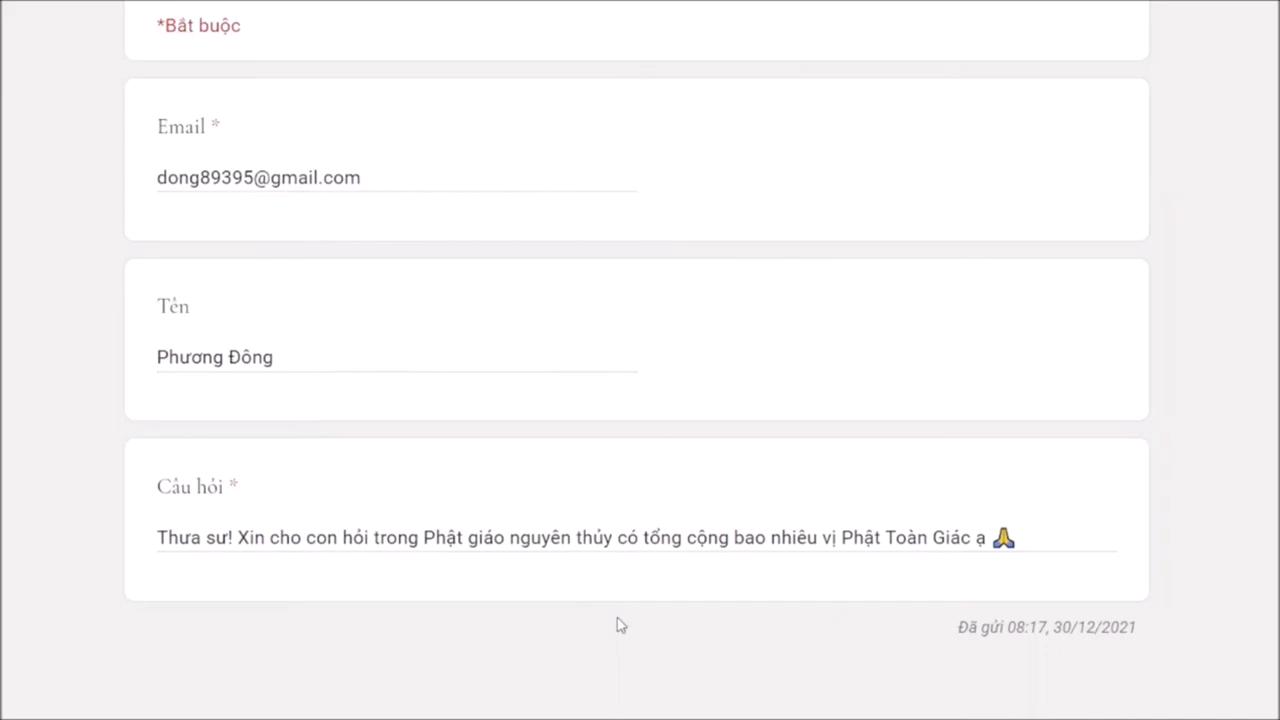 *Bắt buộc
Email *
dong89395@gmail.com
Tên
Phương Đông
Câu hỏi *
Thưa sư! Xin cho con hỏi trong Phật giáo nguyên thủy có tổng cộng bao nhiêu vị Phật Toàn Giác ạ 🙏
Đã gửi 08:17, 30/12/2021